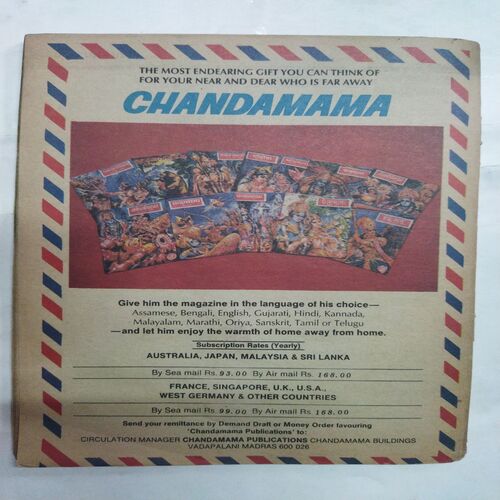 THE MOST ENDEARING GIFT YOU CAN THINK OF
FOR YOUR NEAR AND DEAR WHO IS FAR AWAY
CHANDAMAMA
Give him the magazine in the language of his choice—
Assamese, Bengali, English, Gujarati, Hindi, Kannada,
Malayalam, Marathi, Oriya, Sanskrit, Tamil or Telugu
—and let him enjoy the warmth of home away from home.
Subscription Rates (Yearly)
AUSTRALIA, JAPAN, MALAYSIA & SRI LANKA
By Sea mail Rs. 93.00 By Air mail Rs. 168.00
FRANCE, SINGAPORE, U.K., U.S.A.,
WEST GERMANY & OTHER COUNTRIES
By Sea mail Rs. 99.00 By Air mail Rs. 168.00
Send your remittance by Demand Draft or Money Order favouring
'Chandamama Publications' to:
CIRCULATION MANAGER CHANDAMAMA PUBLICATIONS CHANDAMAMA BUILDINGS
VADAPALANI MADRAS 600 026